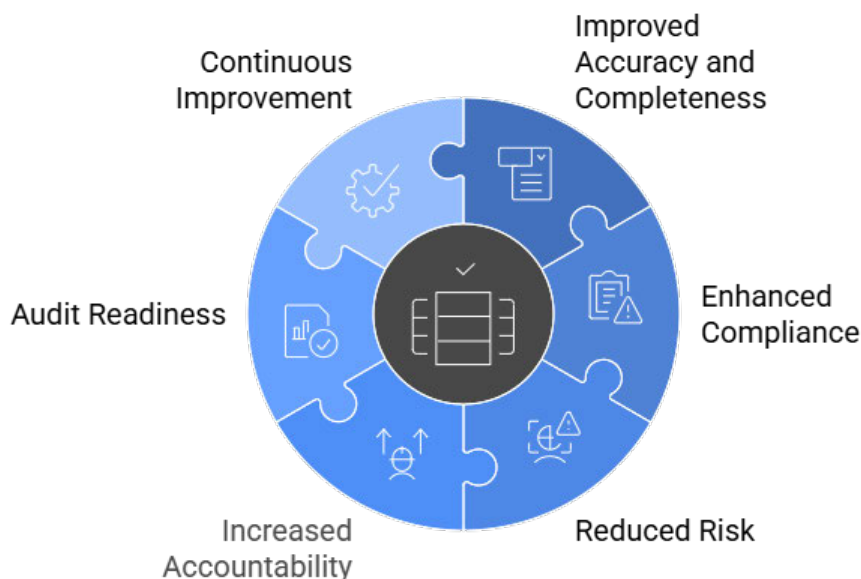 Improved
Accuracy and
Completeness
Continuous
Improvement
Enhanced
Compliance
Audit Readiness
Reduced Risk
Increased
Accountability